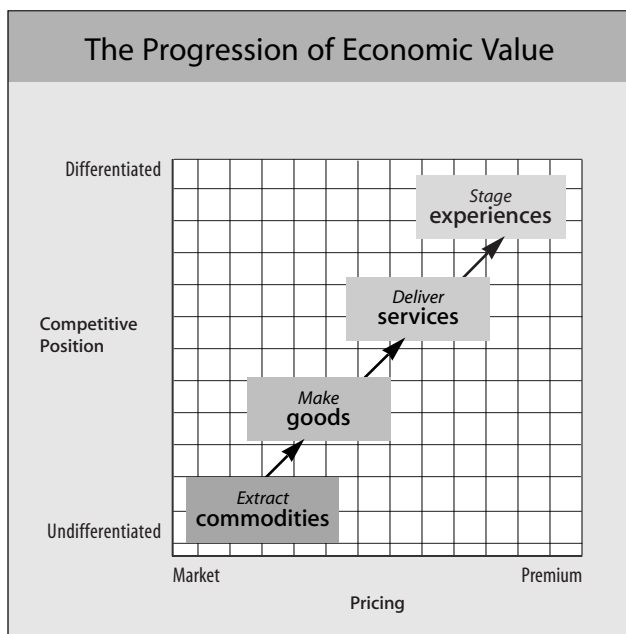 The Progression of Economic Value
Differentiated
Stage
experiences
Deliver
services
Competitive
Position
Make
goods
Extract
commodities
Undifferentiated
Market
Premium
Pricing